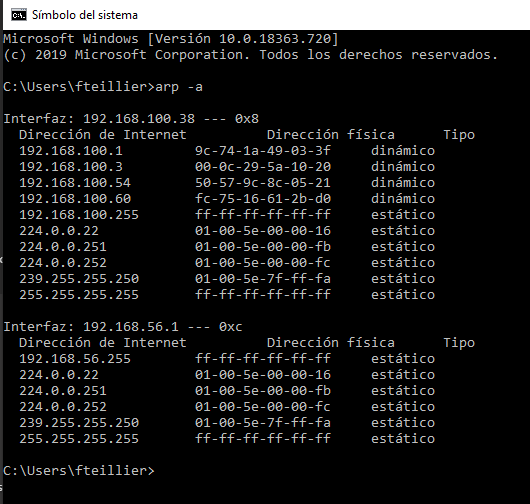 Símbolo del sistema
Microsoft Windows [Versión 10.0.18363.720]
(c) 2019 Microsoft Corporation. Todos los derechos reservados.
C:\Users\fteillier>arp -a
Interfaz: 192.168.100.38 --- 0x8
Dirección de Internet          Dirección física      Tipo
192.168.100.1         9c-74-1a-49-03-3f     dinámico
192.168.100.3         00-0c-29-5a-10-20     dinámico
192.168.100.54        50-57-9c-8c-05-21     dinámico
192.168.100.60        fc-75-16-61-2b-d0     dinámico
192.168.100.255       ff-ff-ff-ff-ff-ff     estático
224.0.0.22            01-00-5e-00-00-16     estático
224.0.0.251           01-00-5e-00-00-fb     estático
224.0.0.252           01-00-5e-00-00-fc     estático
239.255.255.250       01-00-5e-7f-ff-fa     estático
255.255.255.255       ff-ff-ff-ff-ff-ff     estático
Interfaz: 192.168.56.1 --- 0xc
Dirección de Internet          Dirección física      Tipo
192.168.56.255        ff-ff-ff-ff-ff-ff     estático
224.0.0.22            01-00-5e-00-00-16     estático
224.0.0.251           01-00-5e-00-00-fb     estático
224.0.0.252           01-00-5e-00-00-fc     estático
239.255.255.250       01-00-5e-7f-ff-fa     estático
255.255.255.255       ff-ff-ff-ff-ff-ff     estático
C:\Users\fteillier>